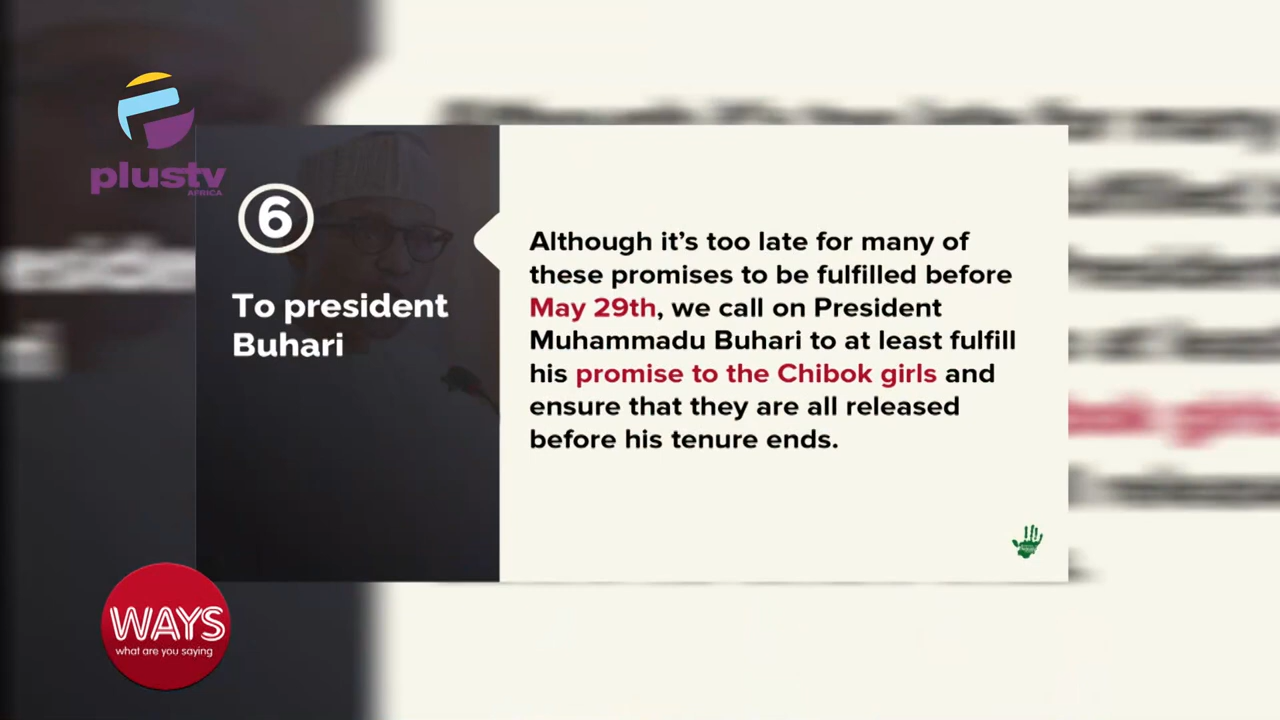 plustv
AFRICA
6
To president
Buhari
Although it's too late for many of
these promises to be fulfilled before
May 29th, we call on President
Muhammadu Buhari to at least fulfill
his promise to the Chibok girls and
ensure that they are all released
before his tenure ends.
WAYS
what are you saying